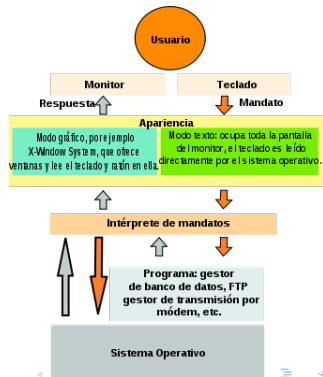 Usuario
Monitor
Teclado
Respuesta
Mandato
Apariencia
Modo gráfico, por ejemplo
X-Window System, que ofrece
ventanas y lee el teclado y ratón en ella.
Modo texto: ocupa toda la pantalla
del monitor, el teclado es leído
directamente por el sistema operativo.
Intérprete de mandatos
Programa: gestor
de banco de datos, FTP
gestor de transmisión por
módem, etc.
Sistema Operativo